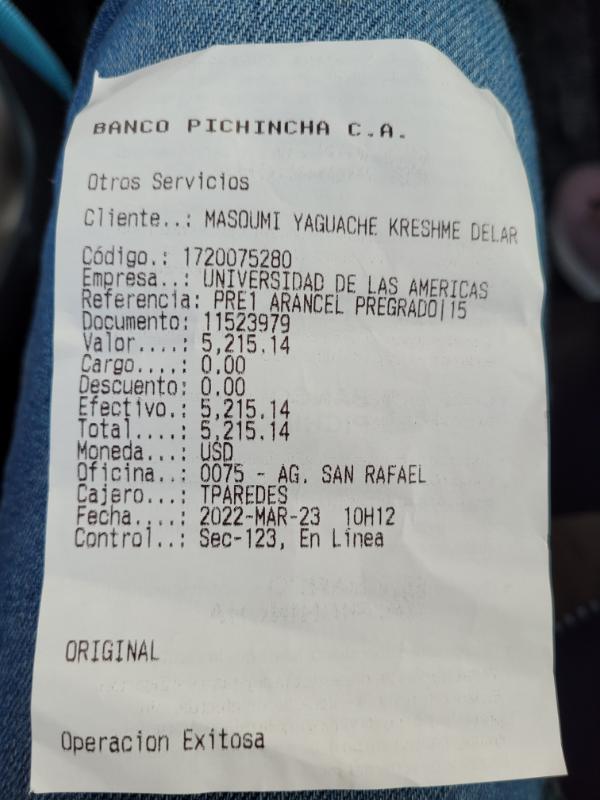 BANCO PICHINCHA C.A.
Otros Servicios
Cliente..: MASOUMI YAGUACHE KRESHME DELAR
Código.: 1720075280
Empresa..: UNIVERSIDAD DE LAS AMERICAS
Referencia: PRE1 ARANCEL PREGRADO|15
Documento: 11523979
Valor....: 5,215.14
Cargo....: 0.00
Descuento: 0.00
Efectivo.: 5,215.14
Total....: 5,215.14
Moneda...: USD
Oficina..: 0075 - AG. SAN RAFAEL
Cajero...: TPAREDES
Fecha....: 2022-MAR-23 10H12
Control..: Sec-123, En Linea
ORIGINAL
Operacion Exitosa